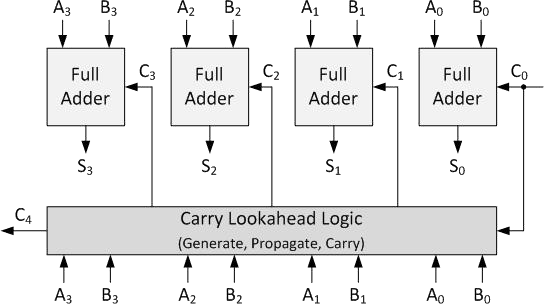 A3 B3 A2 B2 A1 B1 A0 B0
Full Adder C3 Full Adder C2 Full Adder C1 Full Adder C0
S3 S2 S1 S0
C4 Carry Lookahead Logic
(Generate, Propagate, Carry)
A3 B3 A2 B2 A1 B1 A0 B0